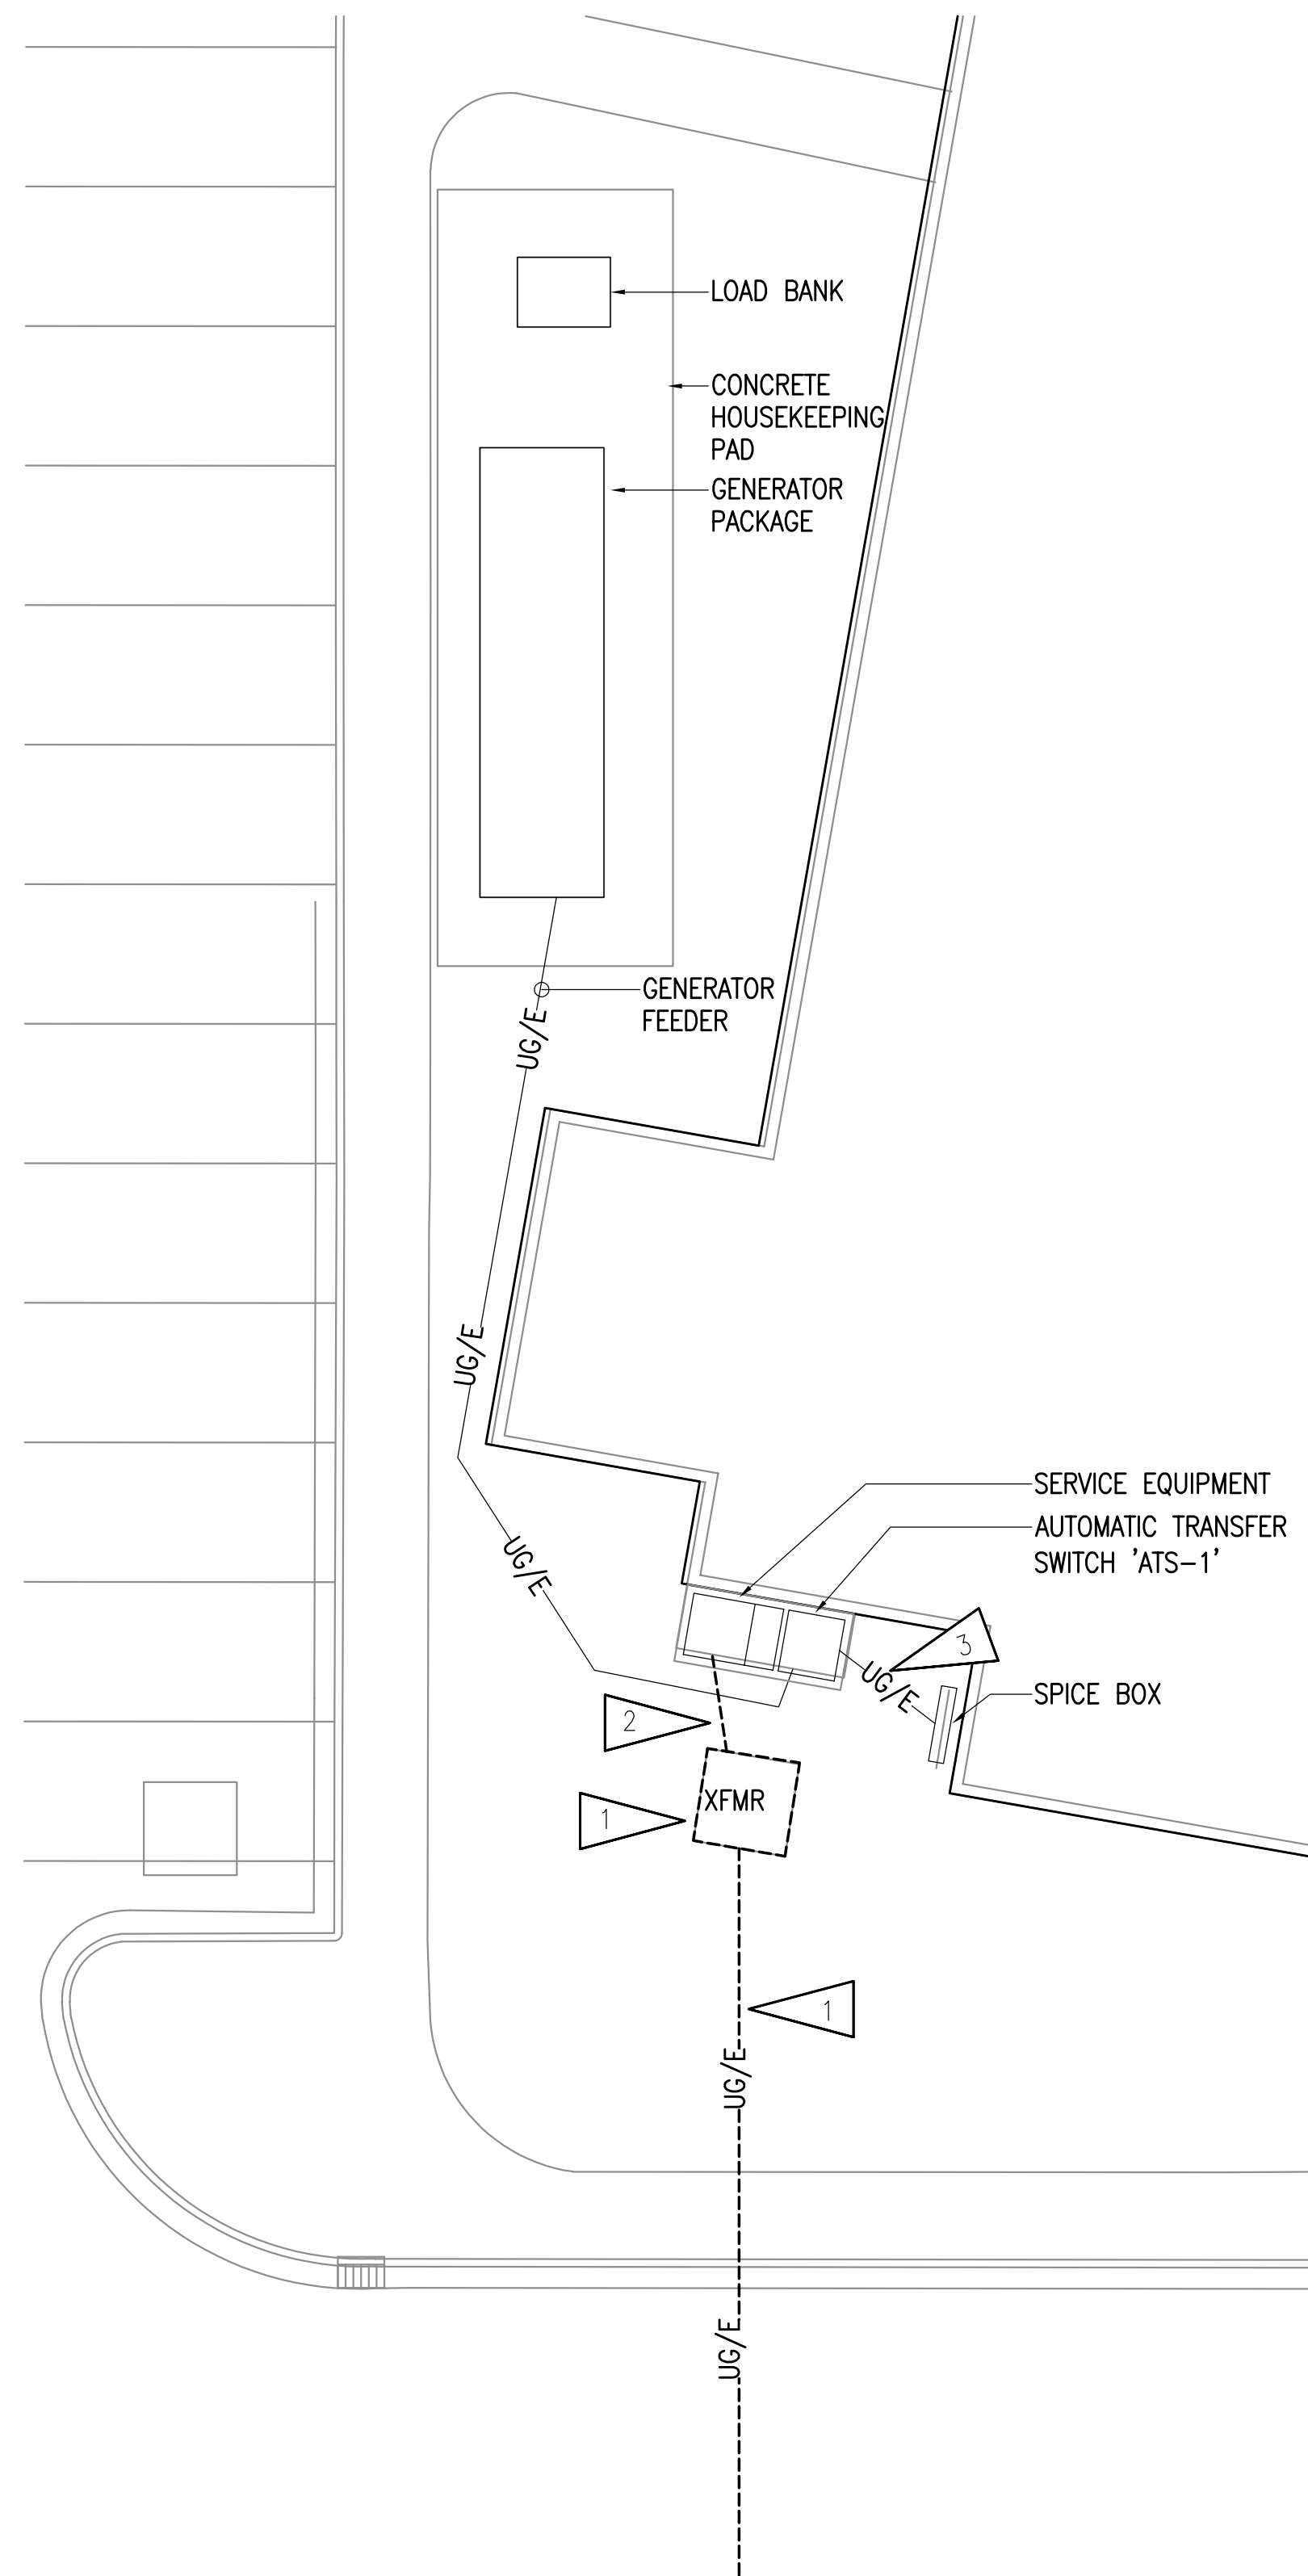 LOAD BANK
CONCRETE
HOUSEKEEPING
PAD
GENERATOR
PACKAGE
GENERATOR
FEEDER
UG/E
UG/E
SERVICE EQUIPMENT
AUTOMATIC TRANSFER
SWITCH 'ATS-1'
UG/E
3
UG/E
SPICE BOX
2
XFMR
1
1
UG/E
UG/E